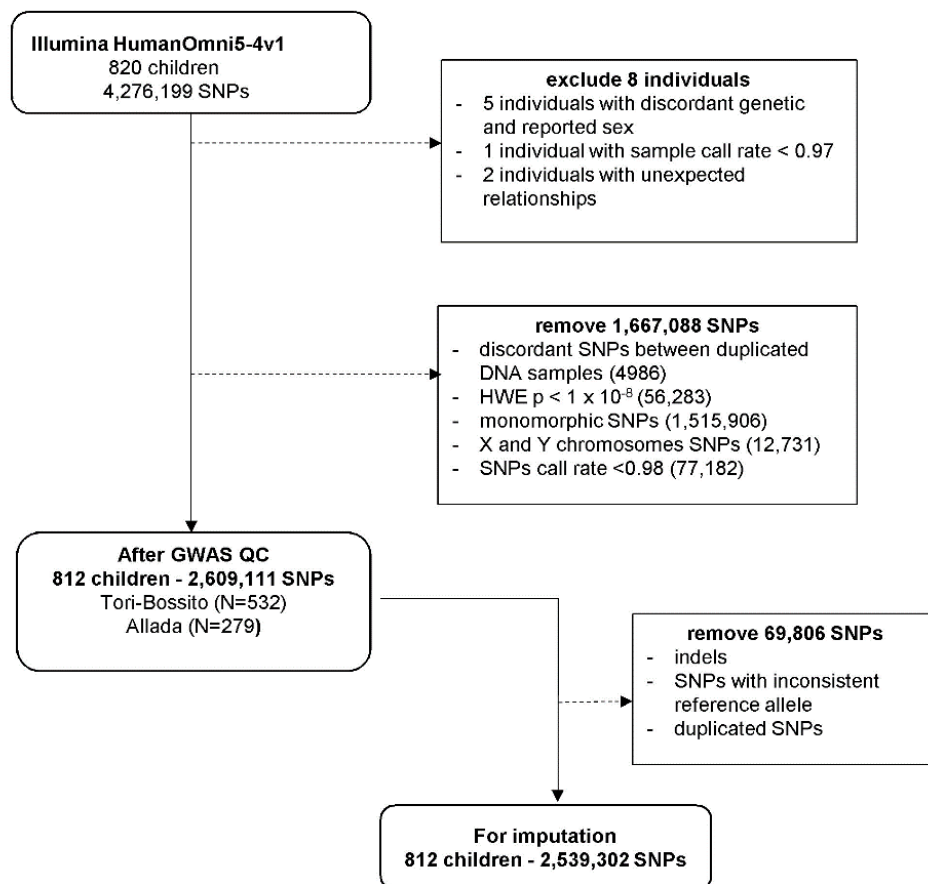 Illumina HumanOmni5-4v1
820 children
4,276,199 SNPs
exclude 8 individuals
- 5 individuals with discordant genetic
and reported sex
- 1 individual with sample call rate < 0.97
- 2 individuals with unexpected
relationships
remove 1,667,088 SNPs
- discordant SNPs between duplicated
DNA samples (4986)
- HWE p < 1 x 10⁻⁸ (56,283)
- monomorphic SNPs (1,515,906)
- X and Y chromosomes SNPs (12,731)
- SNPs call rate <0.98 (77,182)
After GWAS QC
812 children - 2,609,111 SNPs
Tori-Bossito (N=532)
Allada (N=279)
remove 69,806 SNPs
- indels
- SNPs with inconsistent
reference allele
- duplicated SNPs
For imputation
812 children - 2,539,302 SNPs